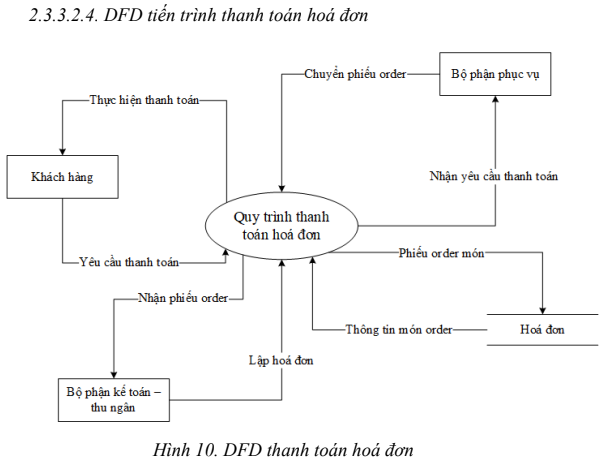 2.3.3.2.4. DFD tiến trình thanh toán hoá đơn
Chuyển phiếu order
Bộ phận phục vụ
Thực hiện thanh toán
Khách hàng
Nhận yêu cầu thanh toán
Quy trình thanh
toán hoá đơn
Yêu cầu thanh toán
Phiếu order món
Nhận phiếu order
Thông tin món order
Hoá đơn
Lập hoá đơn
Bộ phận kế toán –
thu ngân
Hình 10. DFD thanh toán hoá đơn